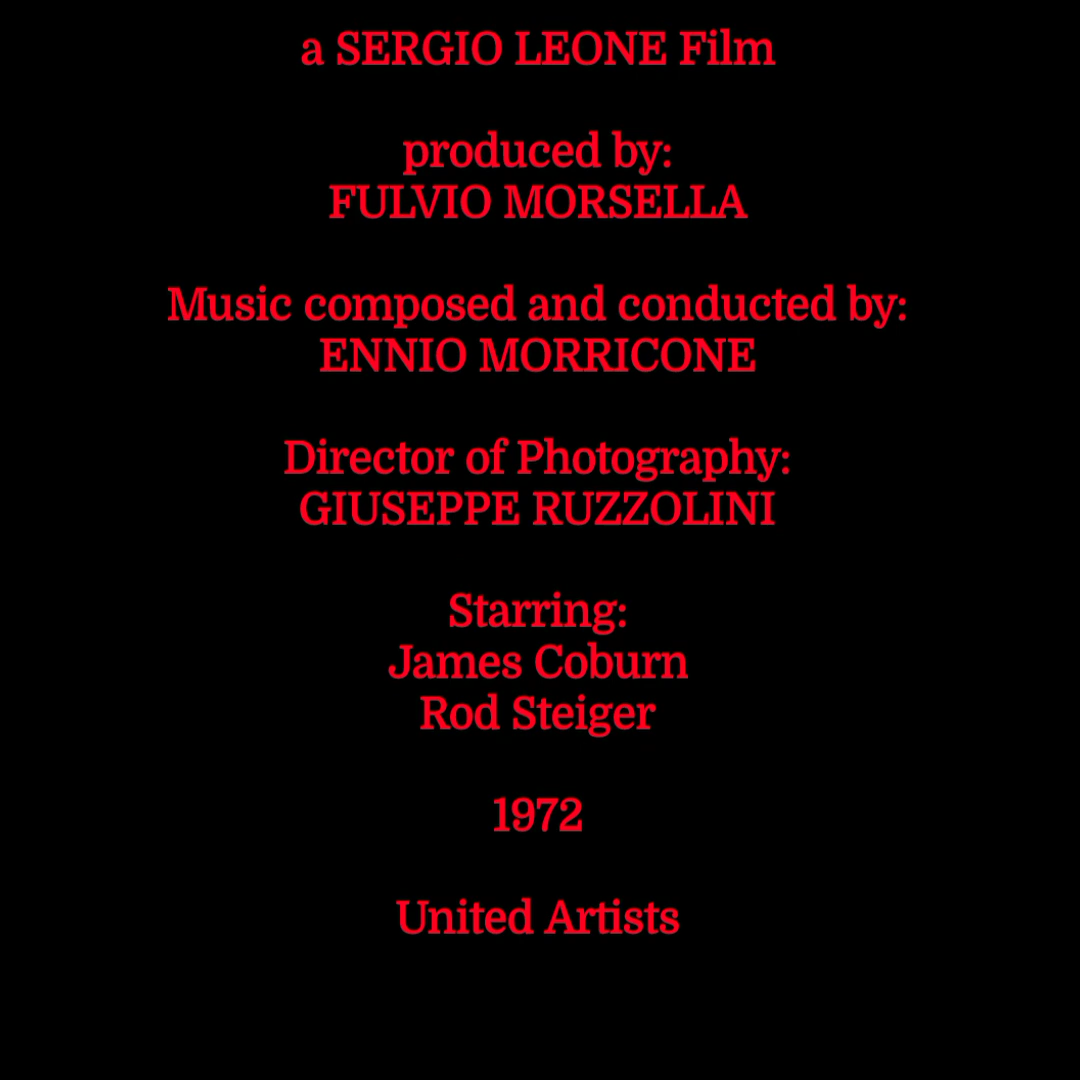 a SERGIO LEONE Film
produced by:
FULVIO MORSELLA
Music composed and conducted by:
ENNIO MORRICONE
Director of Photography:
GIUSEPPE RUZZOLINI
Starring:
James Coburn
Rod Steiger
1972
United Artists